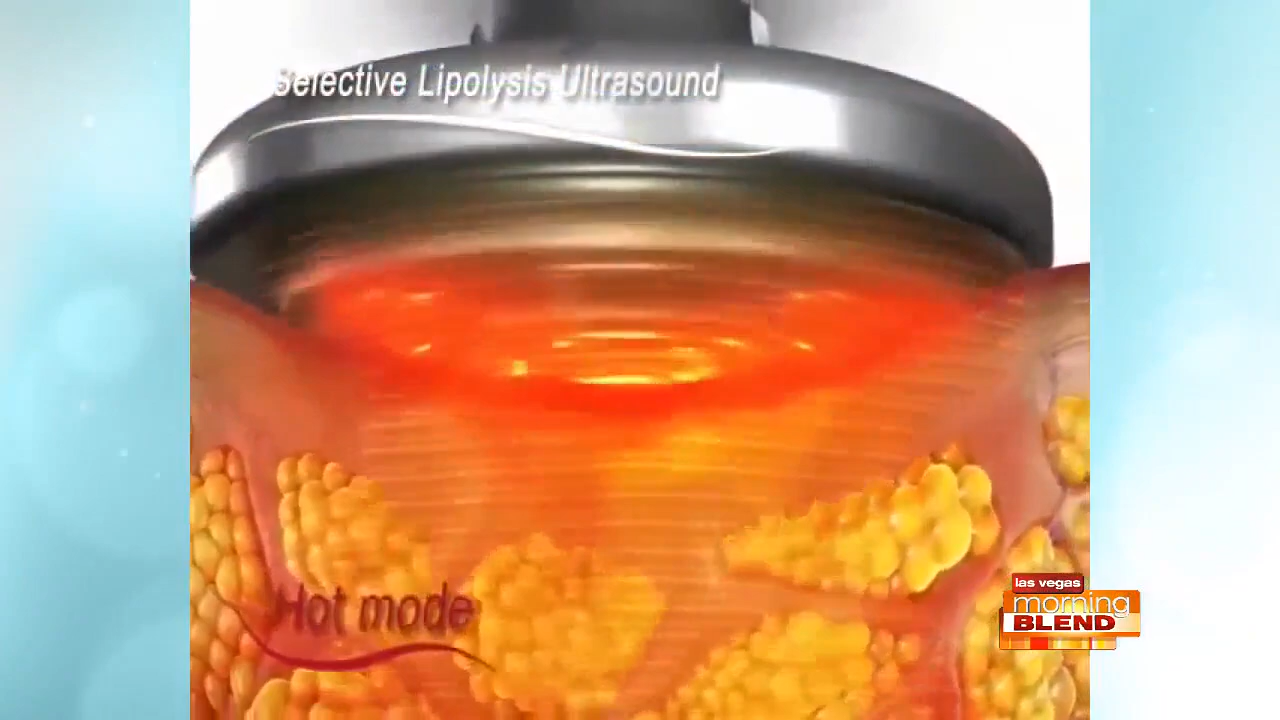 Selective Lipolysis Ultrasound
Hot mode
las vegas
morning
BLEND